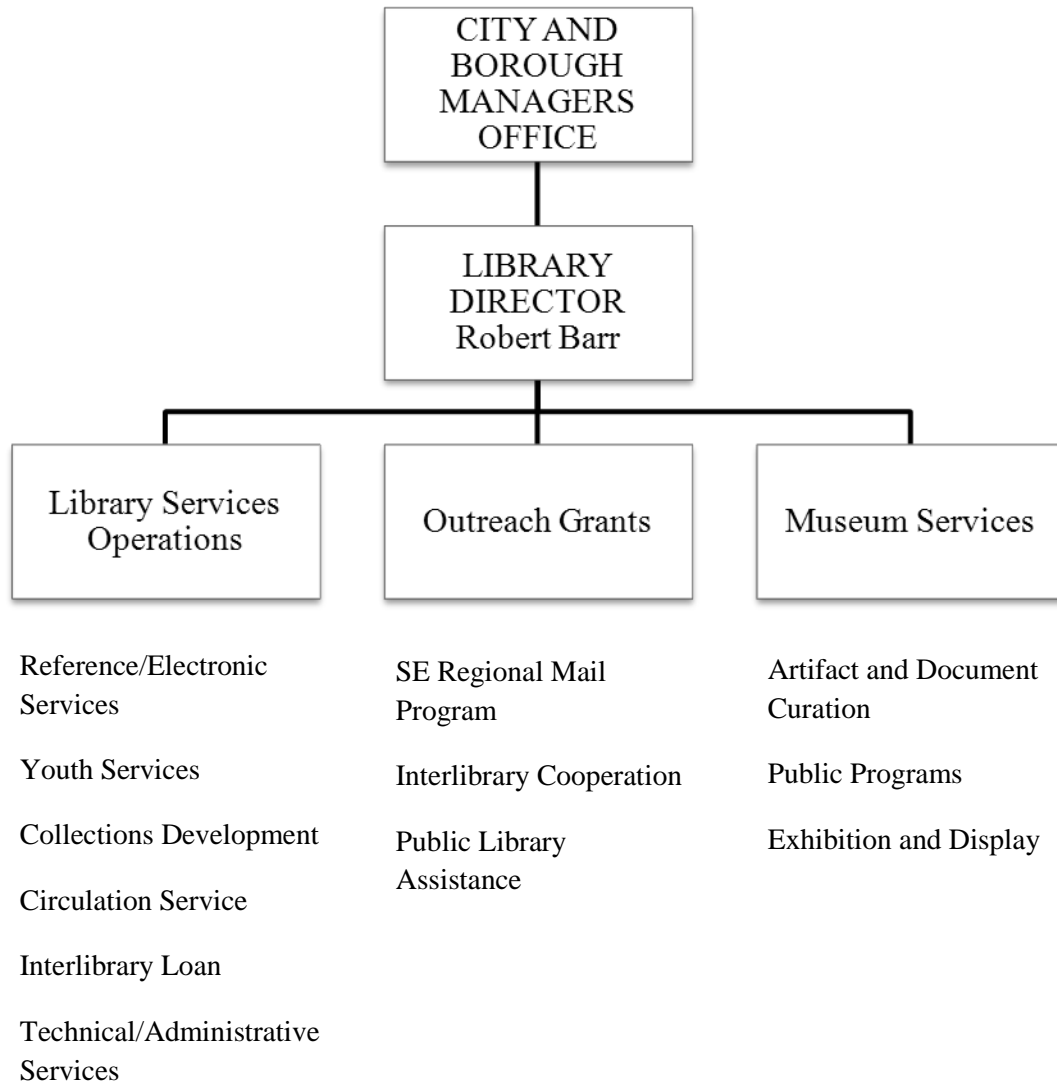 CITY AND
BOROUGH
MANAGERS
OFFICE
LIBRARY
DIRECTOR
Robert Barr
Library Services
Operations
Outreach Grants
Museum Services
Reference/Electronic
Services
Youth Services
Collections Development
Circulation Service
Interlibrary Loan
Technical/Administrative
Services
SE Regional Mail
Program
Interlibrary Cooperation
Public Library
Assistance
Artifact and Document
Curation
Public Programs
Exhibition and Display